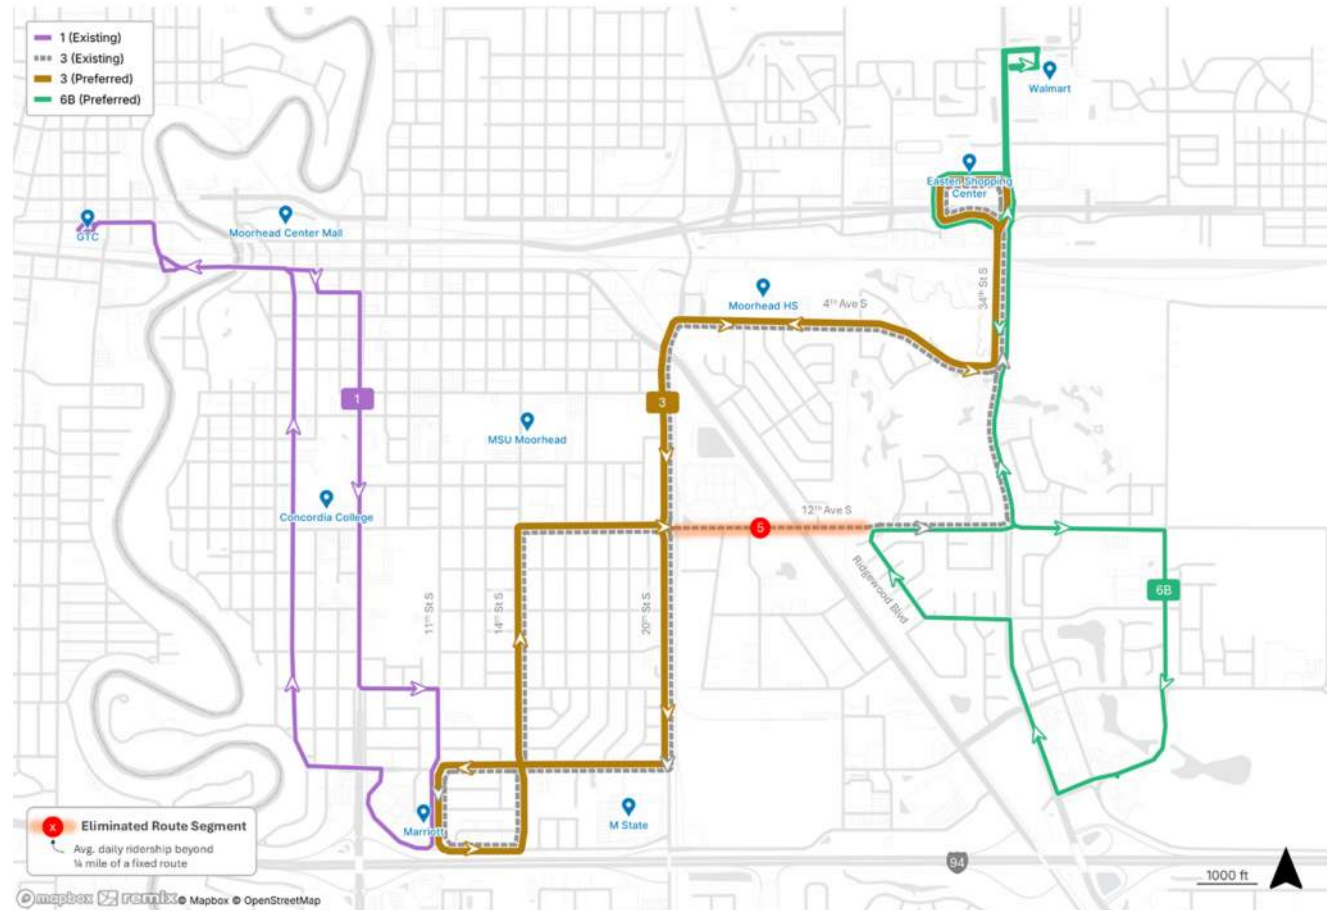 1 (Existing)
3 (Existing)
3 (Preferred)
6B (Preferred)
Walmart
Easten Shopping
Center
GTC
Moorhead Center Mall
34th St S
Moorhead HS
4th Ave S
1
3
MSU Moorhead
Concordia College
12th Ave S
5
Ridgewood Blvd
6B
11th St S
14th St S
20th St S
Marriott
M State
x Eliminated Route Segment
Avg. daily ridership beyond
¼ mile of a fixed route
94
1000 ft
mapbox remix © Mapbox © OpenStreetMap